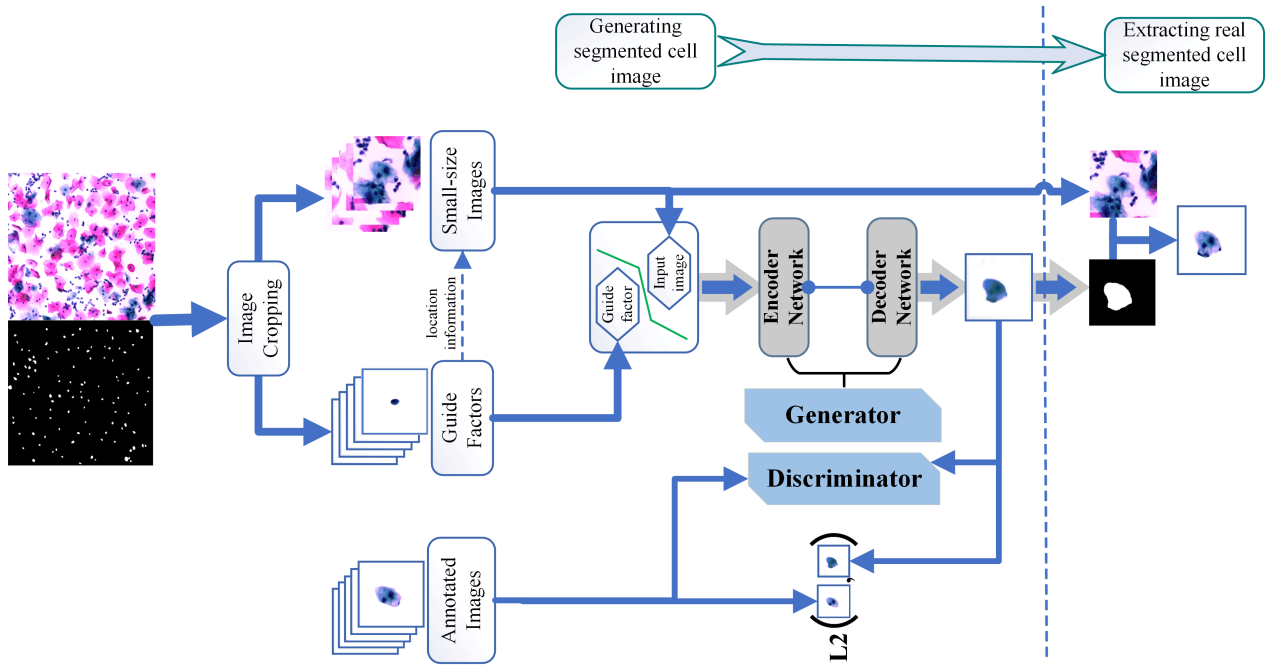 Generating
segmented cell
image
Extracting real
segmented cell
image
Image
Cropping
Small-size
Images
location
information
Guide
Factors
Guide
factor
Input
image
Encoder
Network
Decoder
Network
Generator
Discriminator
Annotated
Images
L2( , )